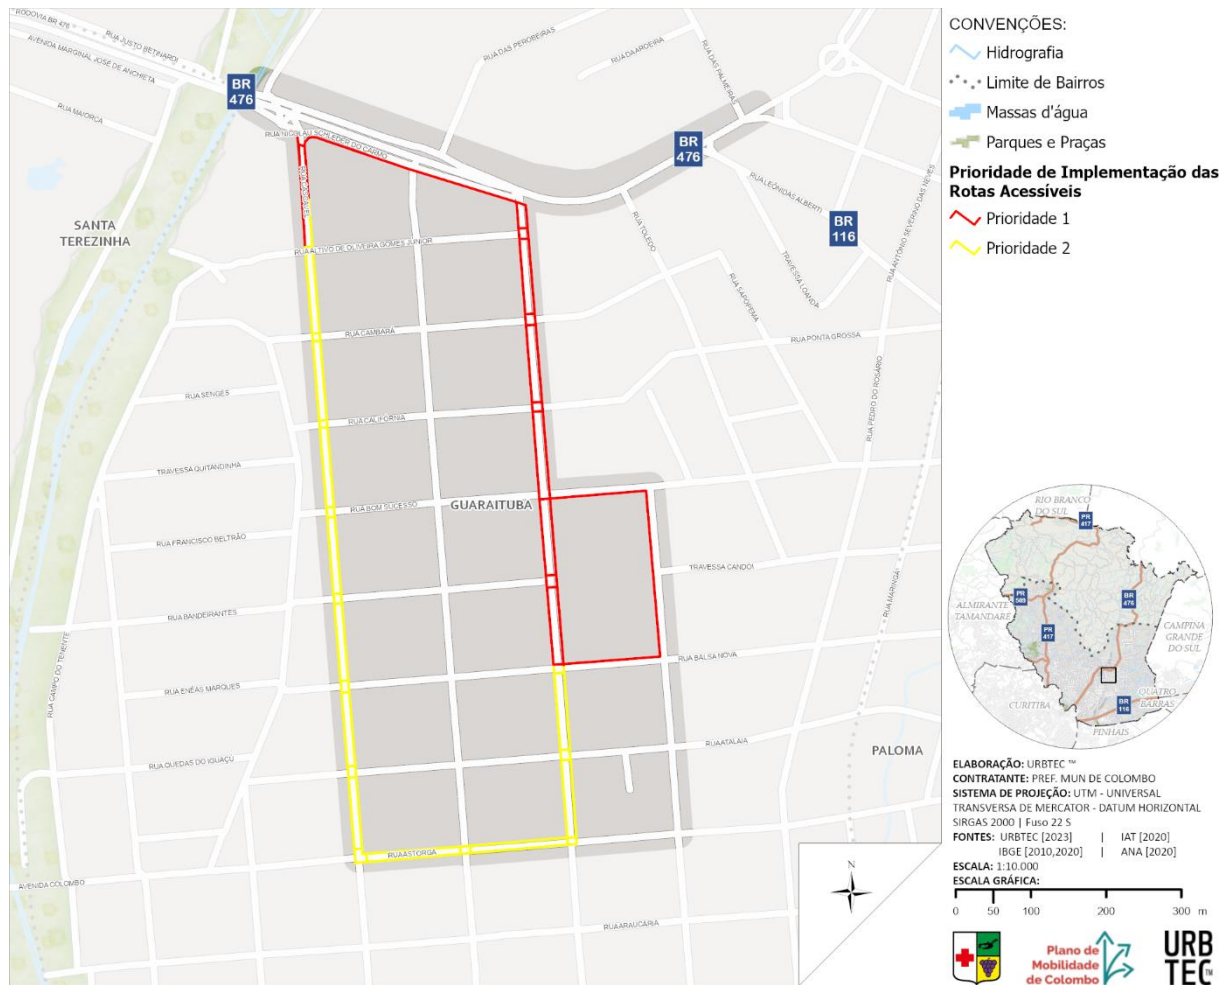 RODOVIA BR 476
AVENIDA MARGINAL JOSÉ DE ANCHIETA
RUA JUSTO BETINARDI
RUA MAIORCA
BR
476
RUA NICOLAU SCHLEDER DO CARMO
RUA CASCAVEL
RUA DAS PEROBEIRAS
RUA DA AROEIRA
RUA DAS PALMEIRAS
BR
476
RUA LEÔNIDAS ALBERTI
BR
116
RUA ANTÔNIO SEVERINO DAS NEVES
SANTA
TEREZINHA
RUA ALTIVO DE OLIVEIRA GOMES JÚNIOR
RUA TOLEDO
TRAVESSA LOANDA
RUA SAPOPEMA
RUA CAMBARÁ
RUA PONTA GROSSA
RUA SENGÉS
RUA CALIFÓRNIA
RUA PEDRO DO ROSÁRIO
TRAVESSA QUITANDINHA
RUA BOM SUCESSO
GUARAITUBA
RUA FRANCISCO BELTRÃO
TRAVESSA CANDOI
RUA MARINGÁ
RUA BANDEIRANTES
RUA CAMPO DO TENENTE
RUA BALSA NOVA
RUA ENÉAS MARQUES
RUA ATALAIA
PALOMA
RUA QUEDAS DO IGUAÇÚ
RUA ASTORGA
AVENIDA COLOMBO
RUA ARAUCÁRIA
N
CONVENÇÕES:
Hidrografia
Limite de Bairros
Massas d'água
Parques e Praças
Prioridade de Implementação das
Rotas Acessíveis
Prioridade 1
Prioridade 2
RIO BRANCO
DO SUL
PR
417
ALMIRANTE
TAMANDARÉ
PR
509
BR
476
PR
417
CAMPINA
GRANDE
DO SUL
CURITIBA
QUATRO
BARRAS
BR
116
PINHAIS
ELABORAÇÃO: URBTEC ™
CONTRATANTE: PREF. MUN DE COLOMBO
SISTEMA DE PROJEÇÃO: UTM - UNIVERSAL
TRANSVERSA DE MERCATOR - DATUM HORIZONTAL
SIRGAS 2000 | Fuso 22 S
FONTES: URBTEC [2023] | IAT [2020]
IBGE [2010,2020] | ANA [2020]
ESCALA: 1:10.000
ESCALA GRÁFICA:
0 50 100 200 300 m
Plano de
Mobilidade
de Colombo
URB
TEC™